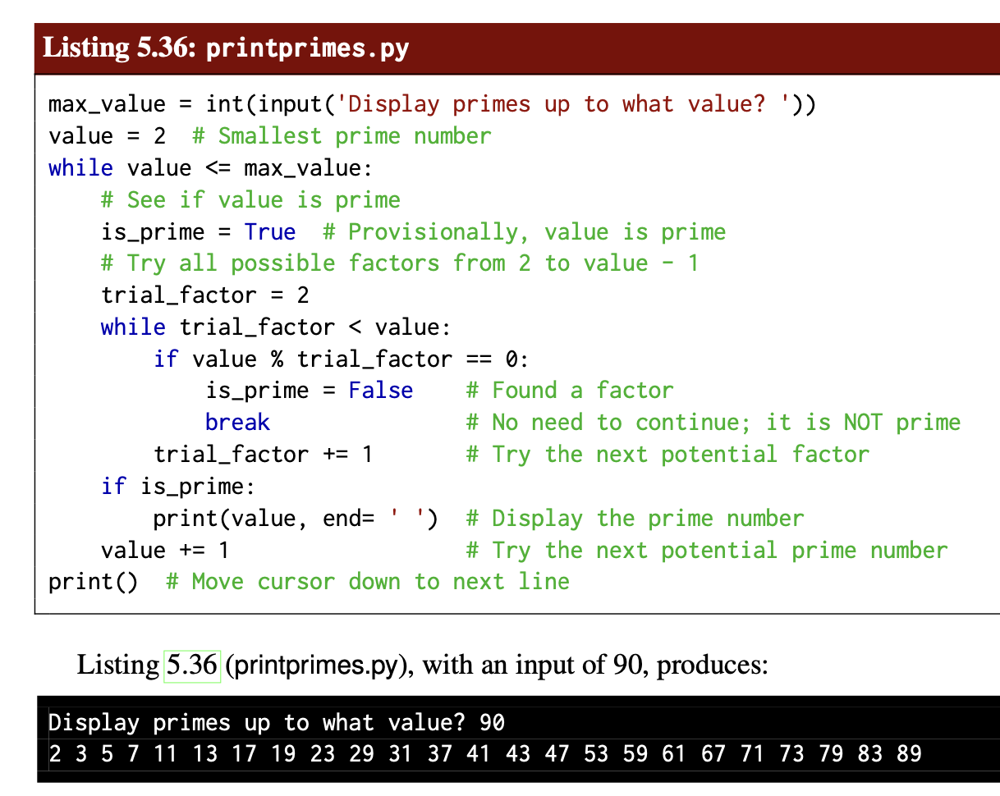 Listing 5.36: printprimes.py
max_value = int(input('Display primes up to what value? '))
value = 2  # Smallest prime number
while value <= max_value:
    # See if value is prime
    is_prime = True  # Provisionally, value is prime
    # Try all possible factors from 2 to value - 1
    trial_factor = 2
    while trial_factor < value:
        if value % trial_factor == 0:
            is_prime = False    # Found a factor
            break               # No need to continue; it is NOT prime
        trial_factor += 1       # Try the next potential factor
    if is_prime:
        print(value, end= ' ')  # Display the prime number
    value += 1                  # Try the next potential prime number
print()  # Move cursor down to next line
Listing 5.36 (printprimes.py), with an input of 90, produces:
Display primes up to what value? 90
2 3 5 7 11 13 17 19 23 29 31 37 41 43 47 53 59 61 67 71 73 79 83 89